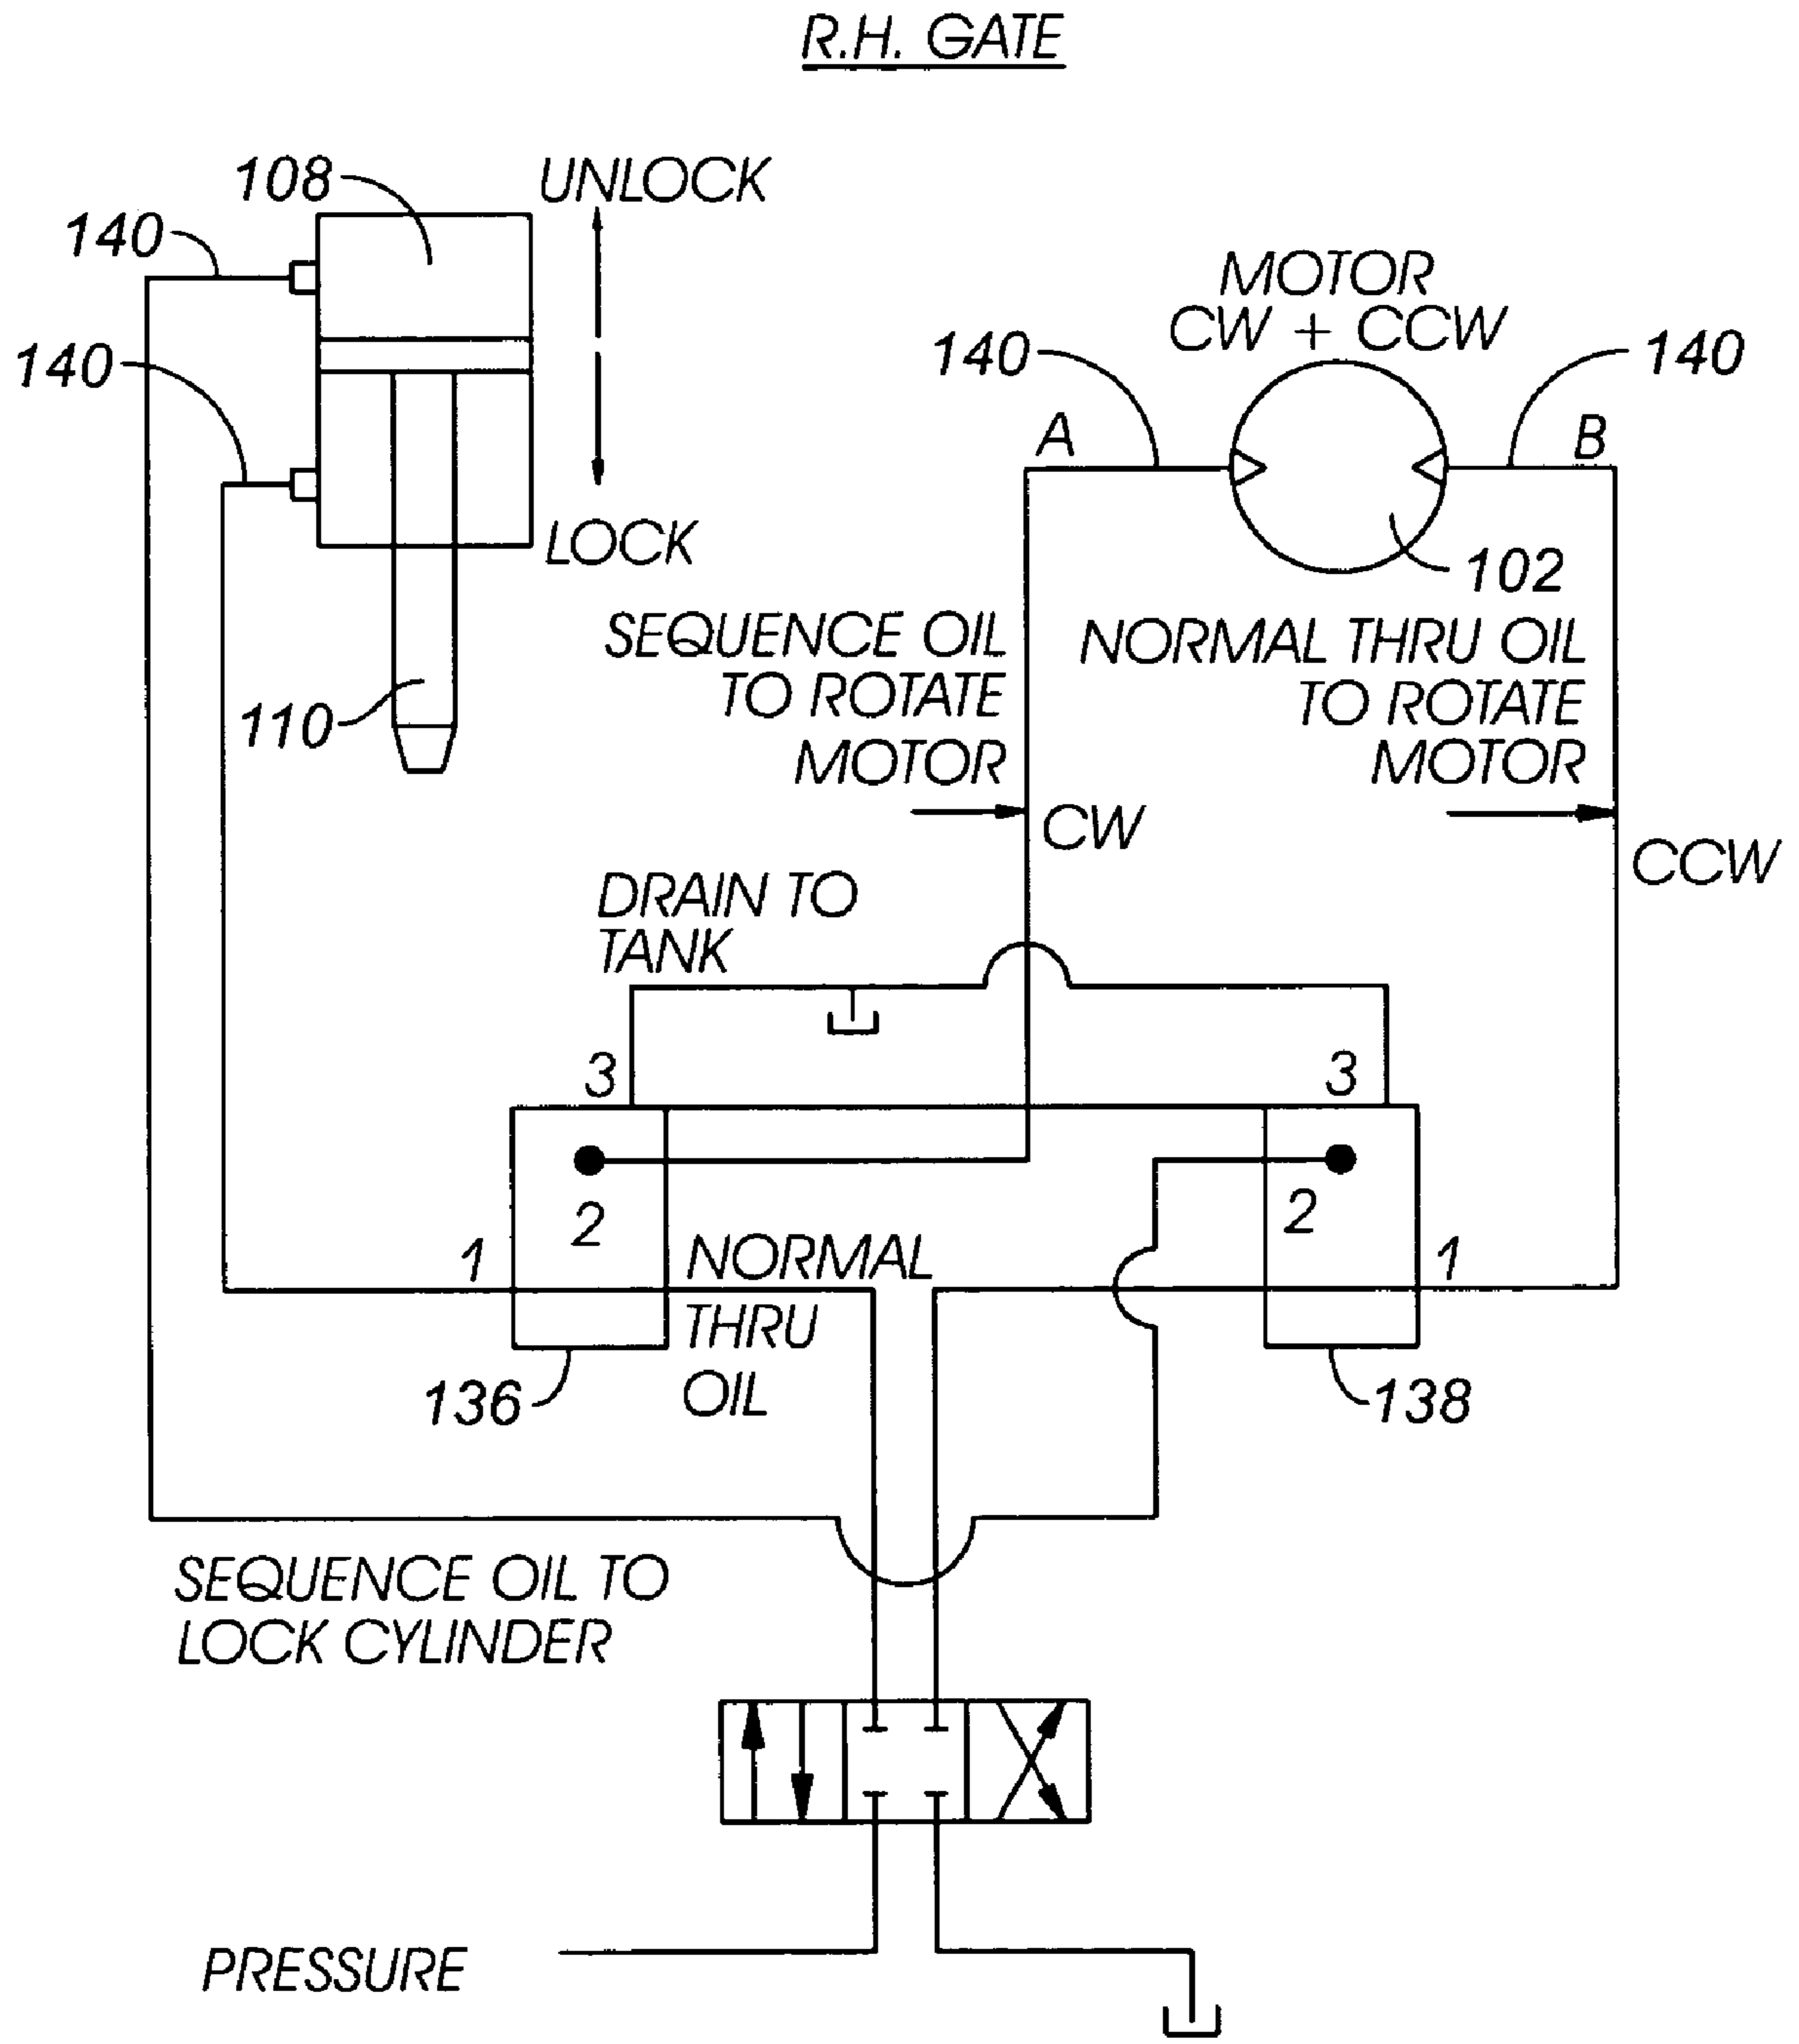 R.H. GATE
108
UNLOCK
140
140
LOCK
110
MOTOR
CW + CCW
140
140
A
B
102
SEQUENCE OIL
TO ROTATE
MOTOR
CW
NORMAL THRU OIL
TO ROTATE
MOTOR
CCW
DRAIN TO
TANK
3
3
2
2
1
1
NORMAL
THRU
OIL
136
138
SEQUENCE OIL TO
LOCK CYLINDER
PRESSURE